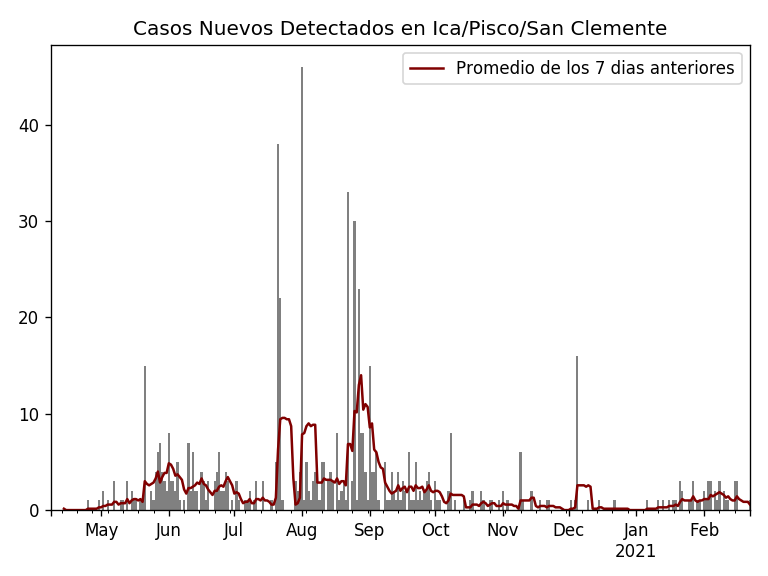 Casos Nuevos Detectados en Ica/Pisco/San Clemente
Promedio de los 7 dias anteriores
40
30
20
10
0
May Jun Jul Aug Sep Oct Nov Dec Jan Feb
2021